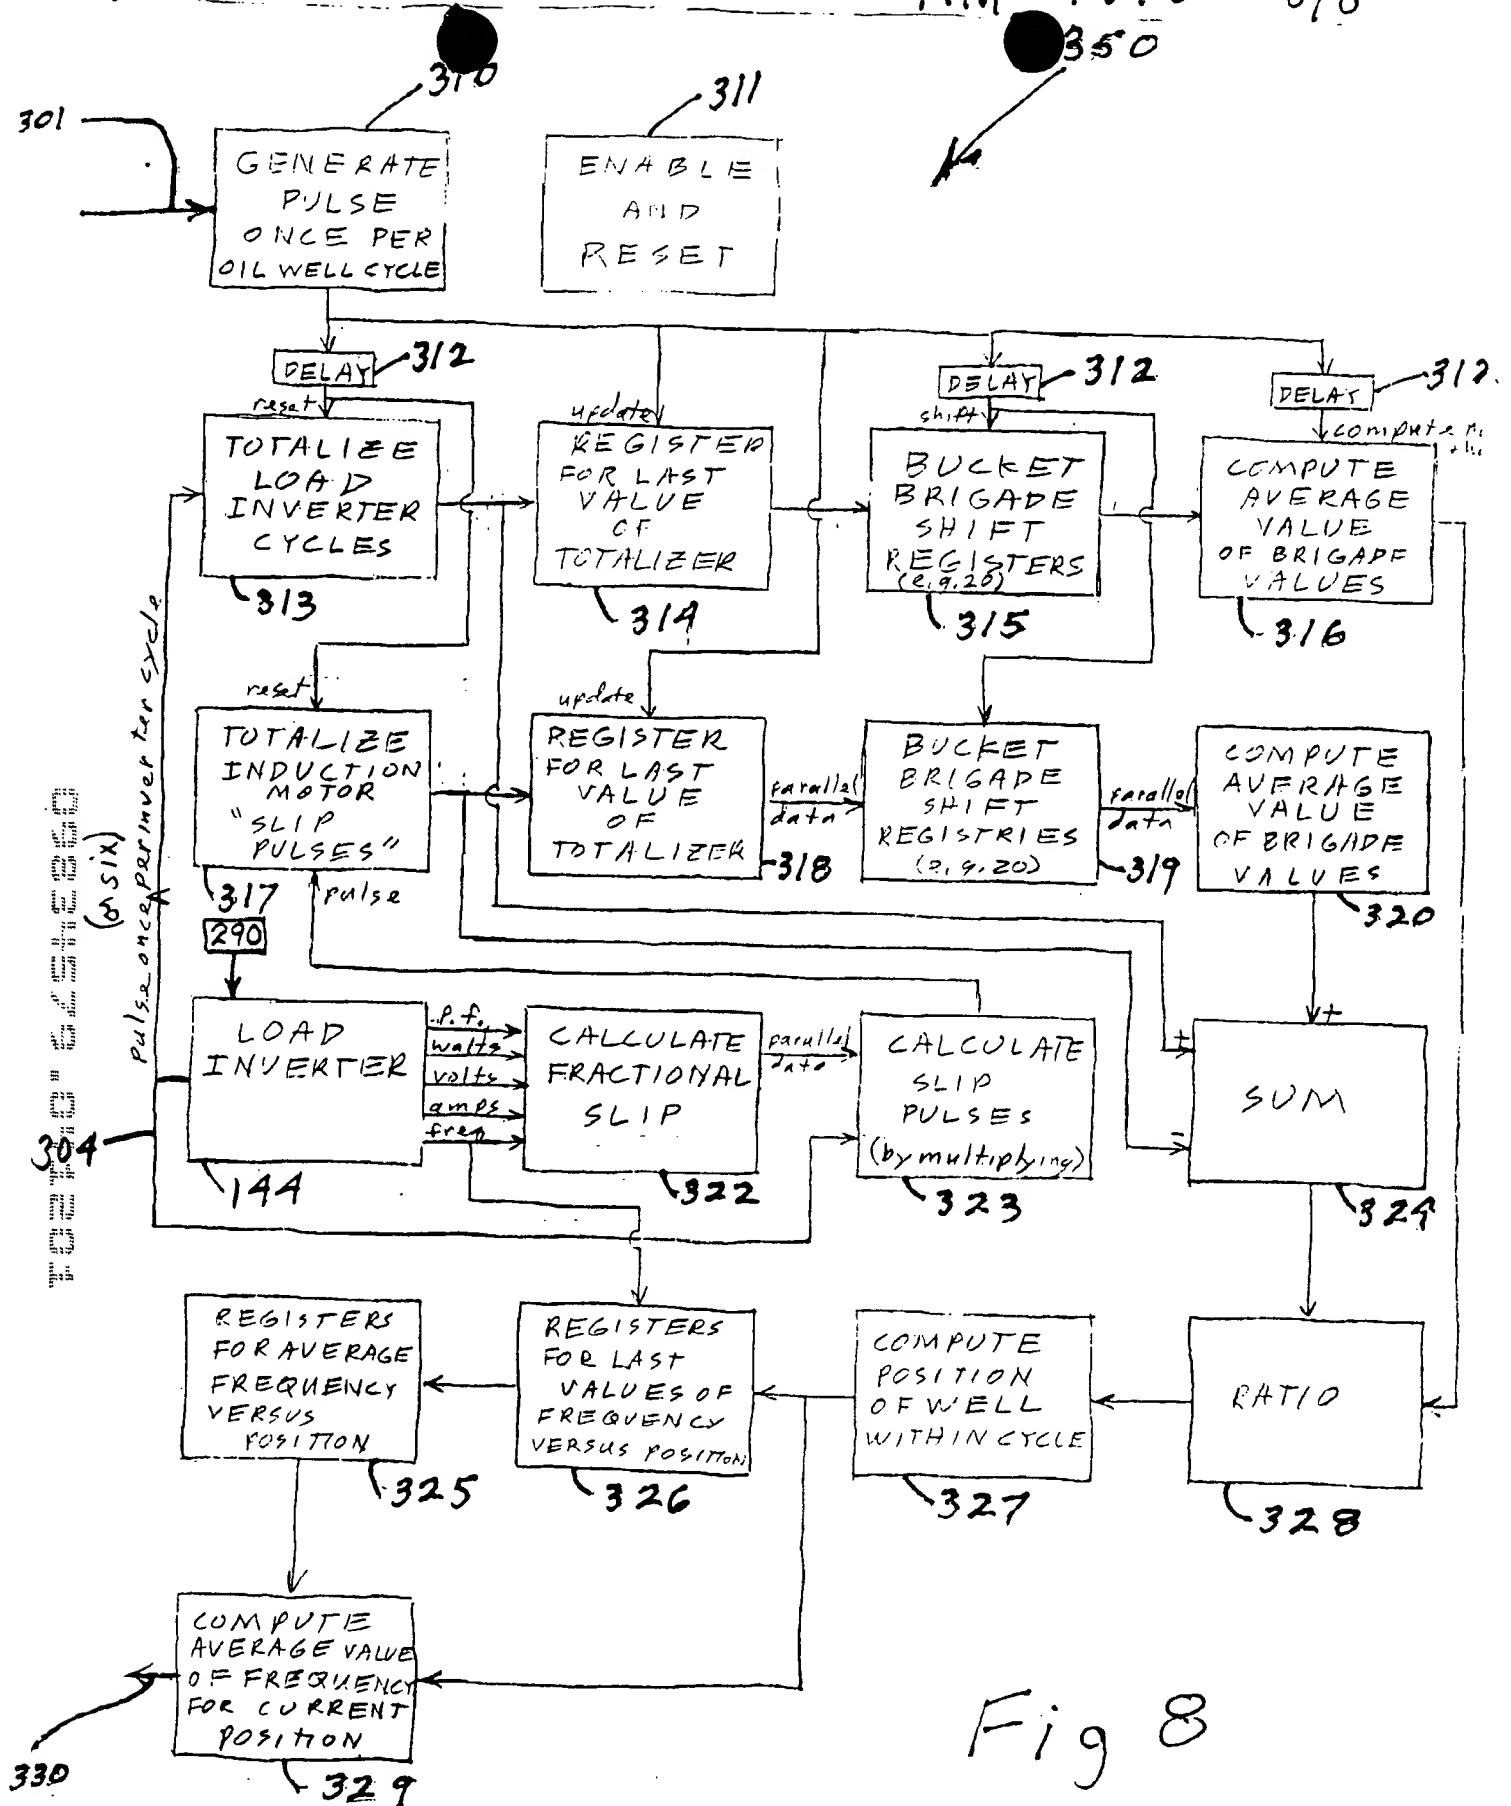 350
310
311
301
GENERATE
PULSE
ONCE PER
OIL WELL CYCLE
ENABLE
AND
RESET
DELAY
312
DELAY
312
DELAY
312
reset
update
shift
compute
TOTALIZE
LOAD
INVERTER
CYCLES
313
REGISTER
FOR LAST
VALUE
OF
TOTALIZER
314
BUCKET
BRIGADE
SHIFT
REGISTERS
(e.g. 20)
315
COMPUTE
AVERAGE
VALUE
OF BRIGADE
VALUES
316
reset
update
TOTALIZE
INDUCTION
MOTOR
"SLIP
PULSES"
317
pulse
REGISTER
FOR LAST
VALUE
OF
TOTALIZER
318
parallel
data
BUCKET
BRIGADE
SHIFT
REGISTRIES
(e.g. 20)
319
parallel
data
COMPUTE
AVERAGE
VALUE
OF BRIGADE
VALUES
320
pulse once per inverter cycle
(or six)
290
LOAD
INVERTER
144
304
p.f.
watts
volts
amps
freq
CALCULATE
FRACTIONAL
SLIP
322
parallel
data
CALCULATE
SLIP
PULSES
(by multiplying)
323
+
±
-
SUM
324
REGISTERS
FOR AVERAGE
FREQUENCY
VERSUS
POSITION
325
REGISTERS
FOR LAST
VALUES OF
FREQUENCY
VERSUS POSITION
326
COMPUTE
POSITION
OF WELL
WITHIN CYCLE
327
RATIO
328
COMPUTE
AVERAGE VALUE
OF FREQUENCY
FOR CURRENT
POSITION
329
330
Fig 8